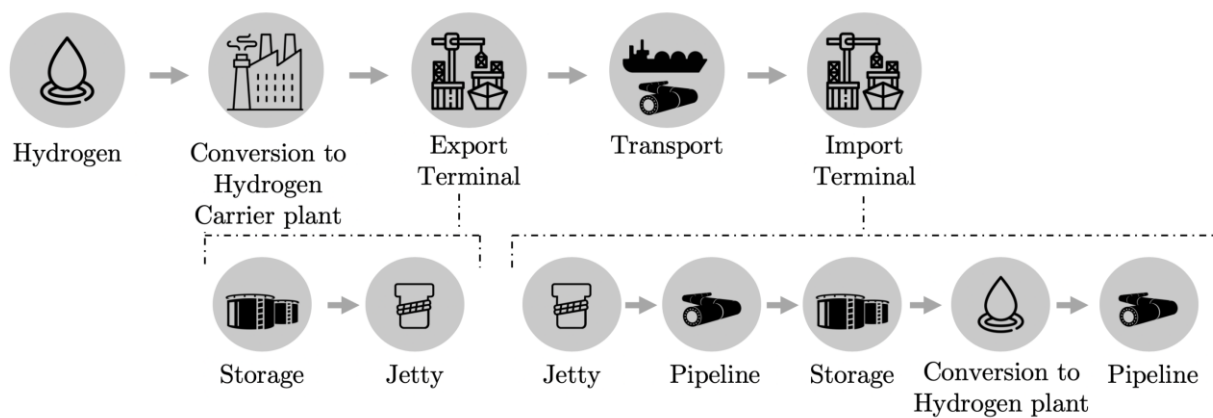 Hydrogen
Conversion to
Hydrogen
Carrier plant
Export
Terminal
Transport
Import
Terminal
Storage
Jetty
Jetty
Pipeline
Storage
Conversion to
Hydrogen plant
Pipeline